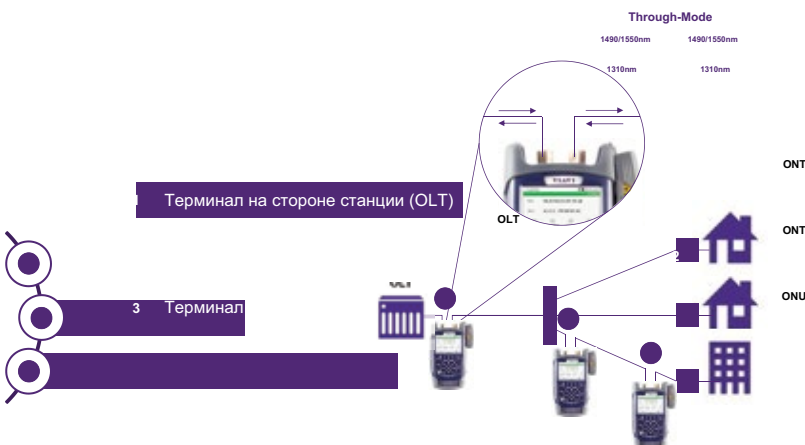 Through-Mode
1490/1550nm 1490/1550nm
1310nm 1310nm
ONT
Терминал на стороне станции (OLT)
OLT
ONT
2
OLT
ONU
3 Терминал